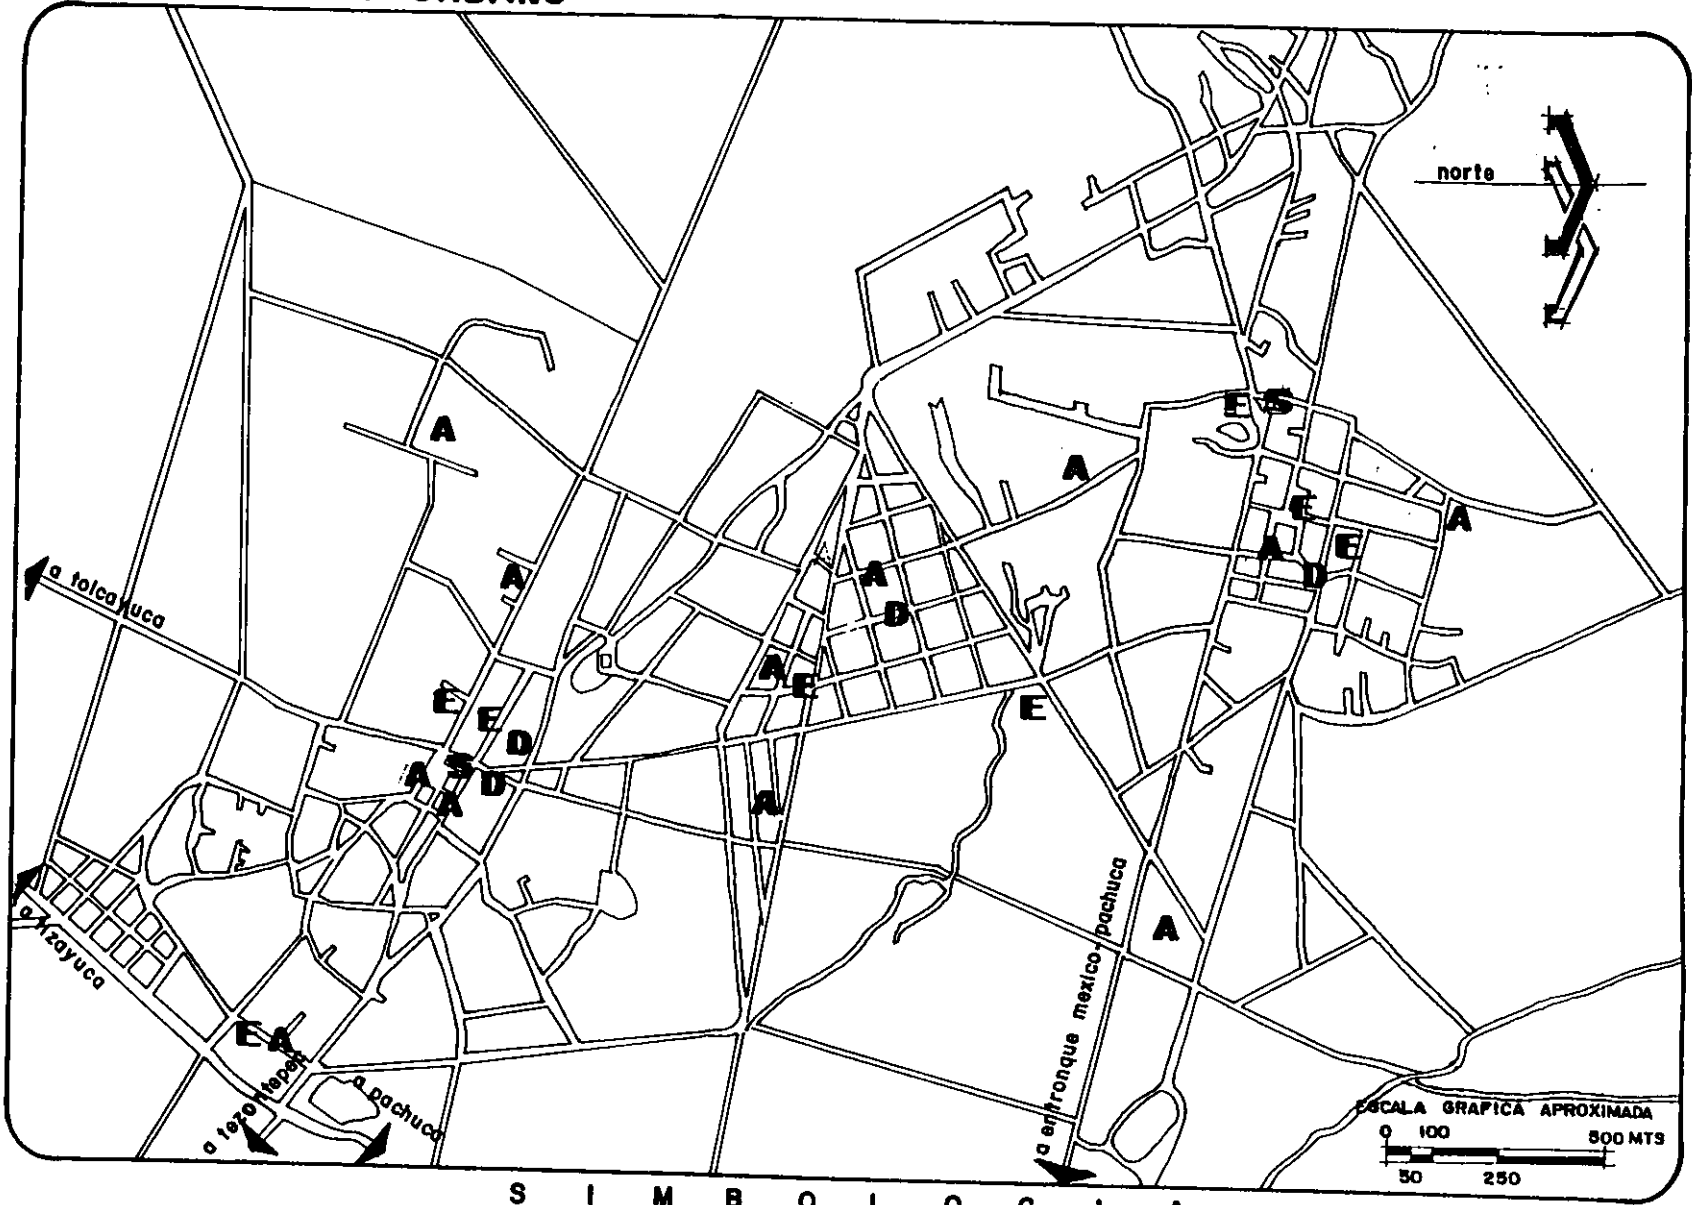 norte
E S
A
A
A
E
A
E
A
A
D
D
a tolcayuca
A
E
E
E
E
D
A S D
A
A
a tizayuca
a entronque mexico-pachuca
A
E A
a tezontepec
a pachuca
ESCALA GRAFICA APROXIMADA
0 100 500 MTS
50 250
S I M B O L O G I A